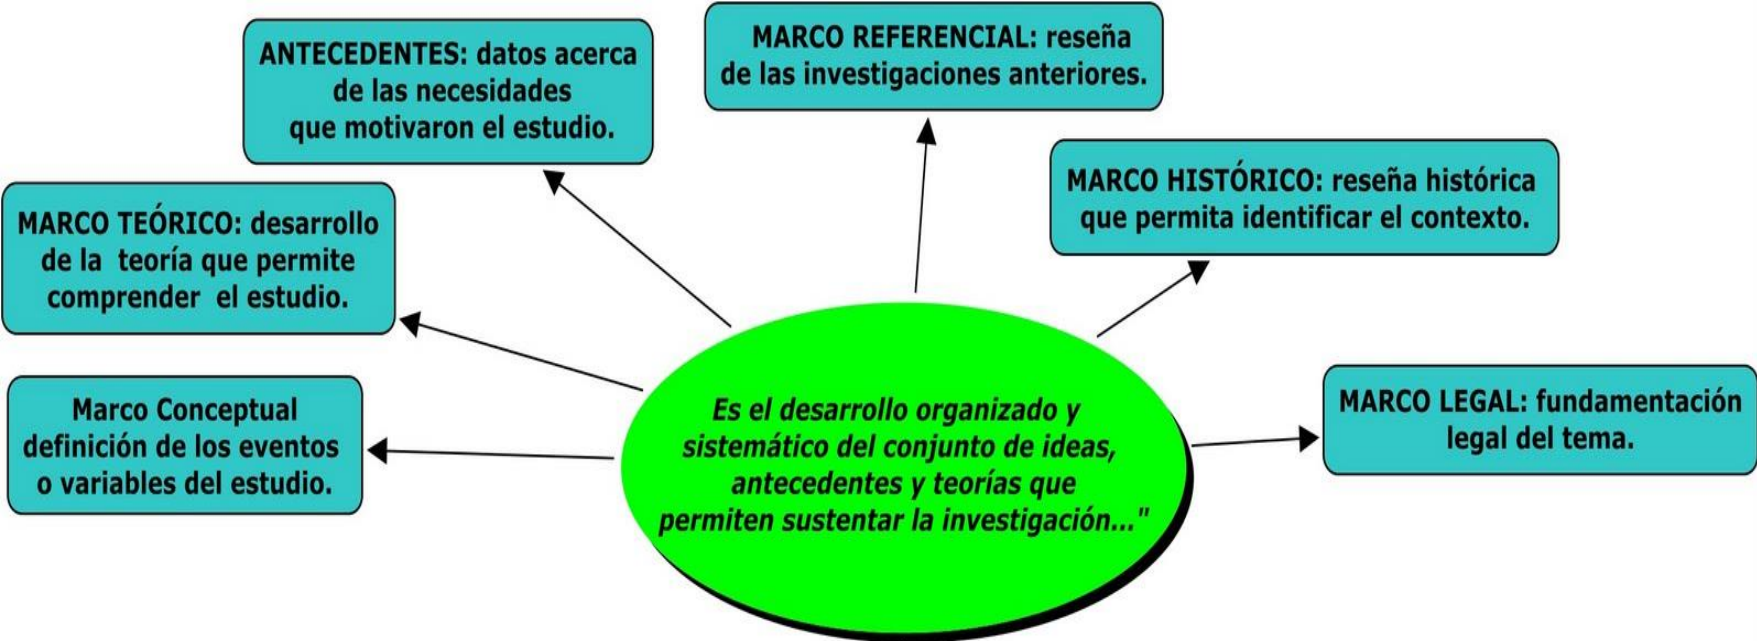 MARCO REFERENCIAL: reseña
de las investigaciones anteriores.
ANTECEDENTES: datos acerca
de las necesidades
que motivaron el estudio.
MARCO HISTÓRICO: reseña histórica
que permita identificar el contexto.
MARCO TEÓRICO: desarrollo
de la teoría que permite
comprender el estudio.
MARCO LEGAL: fundamentación
legal del tema.
Marco Conceptual
definición de los eventos
o variables del estudio.
Es el desarrollo organizado y
sistemático del conjunto de ideas,
antecedentes y teorías que
permiten sustentar la investigación..."